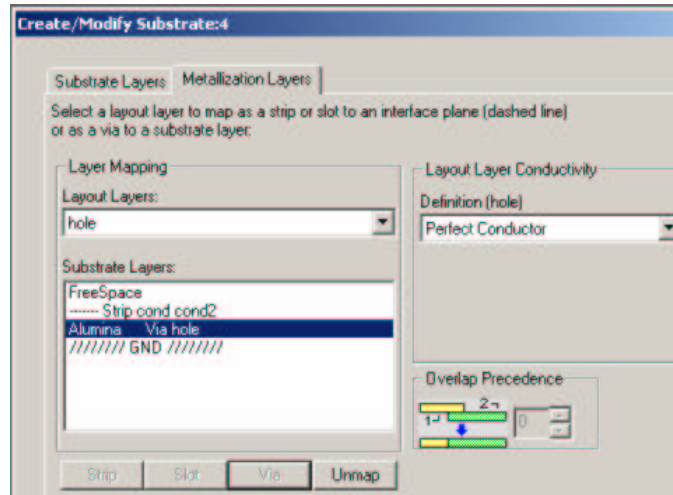 Create/Modify Substrate:4
Substrate Layers Metallization Layers
Select a layout layer to map as a strip or slot to an interface plane (dashed line)
or as a via to a substrate layer:
Layer Mapping
Layout Layers:
hole
Substrate Layers:
FreeSpace
------ Strip cond cond2
Alumina Via hole
//////// GND ////////
Strip Slot Via Unmap
Layout Layer Conductivity
Definition (hole)
Perfect Conductor
Overlap Precedence
1 2
0